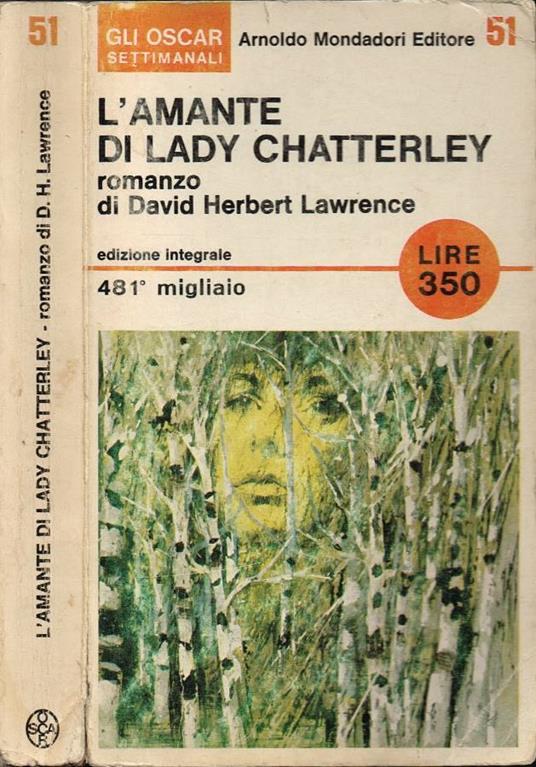 51
L'AMANTE DI LADY CHATTERLEY - romanzo di D. H. Lawrence
OSCAR
GLI OSCAR
SETTIMANALI
Arnoldo Mondadori Editore 51
L'AMANTE
DI LADY CHATTERLEY
romanzo
di David Herbert Lawrence
edizione integrale
LIRE
350
481° migliaio